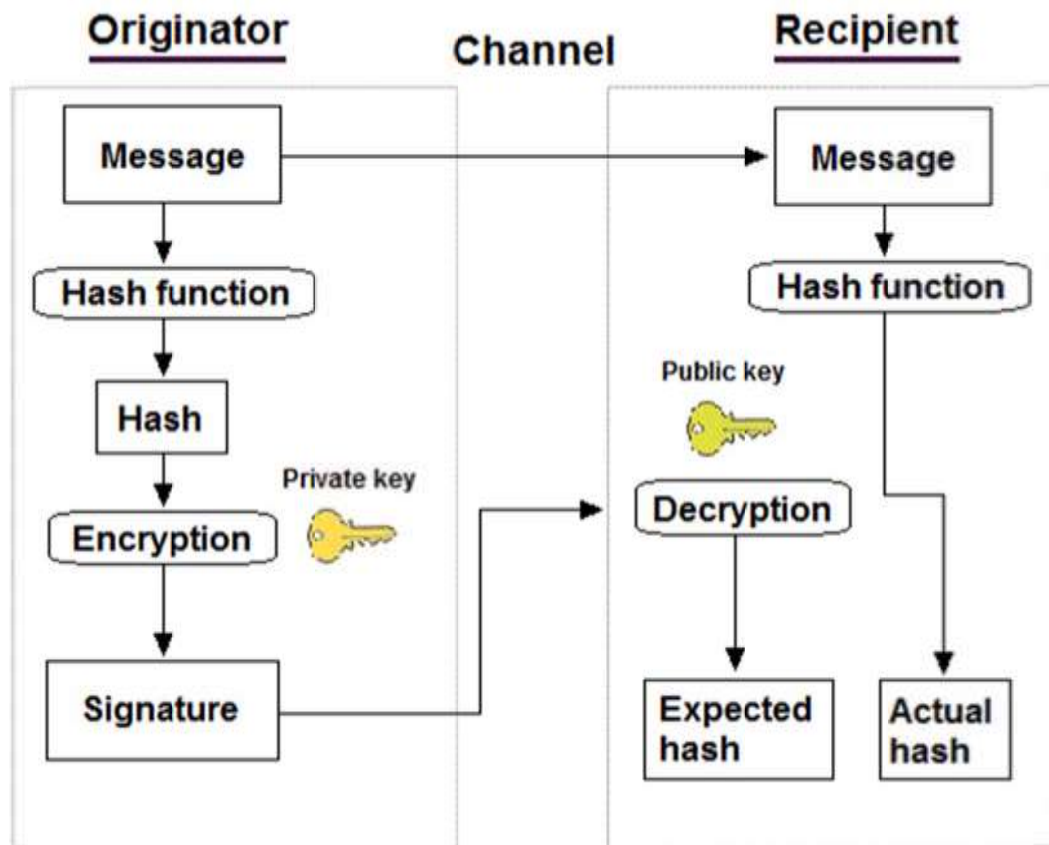 Originator
Channel
Recipient
Message
Message
Hash function
Hash function
Hash
Public key
Private key
Encryption
Decryption
Signature
Expected
hash
Actual
hash